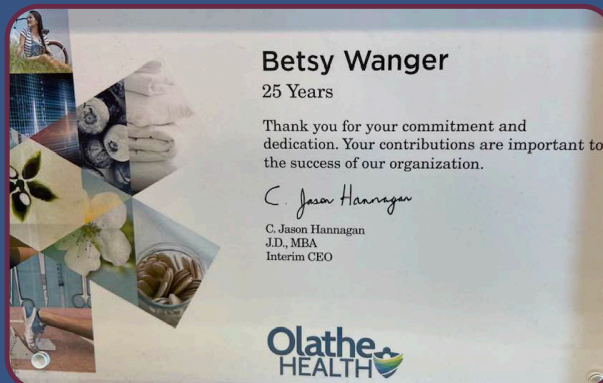 Betsy Wanger
25 Years
Thank you for your commitment and
dedication. Your contributions are important to
the success of our organization.
C. Jason Hannagan
C. Jason Hannagan
J.D., MBA
Interim CEO
Olathe
HEALTH